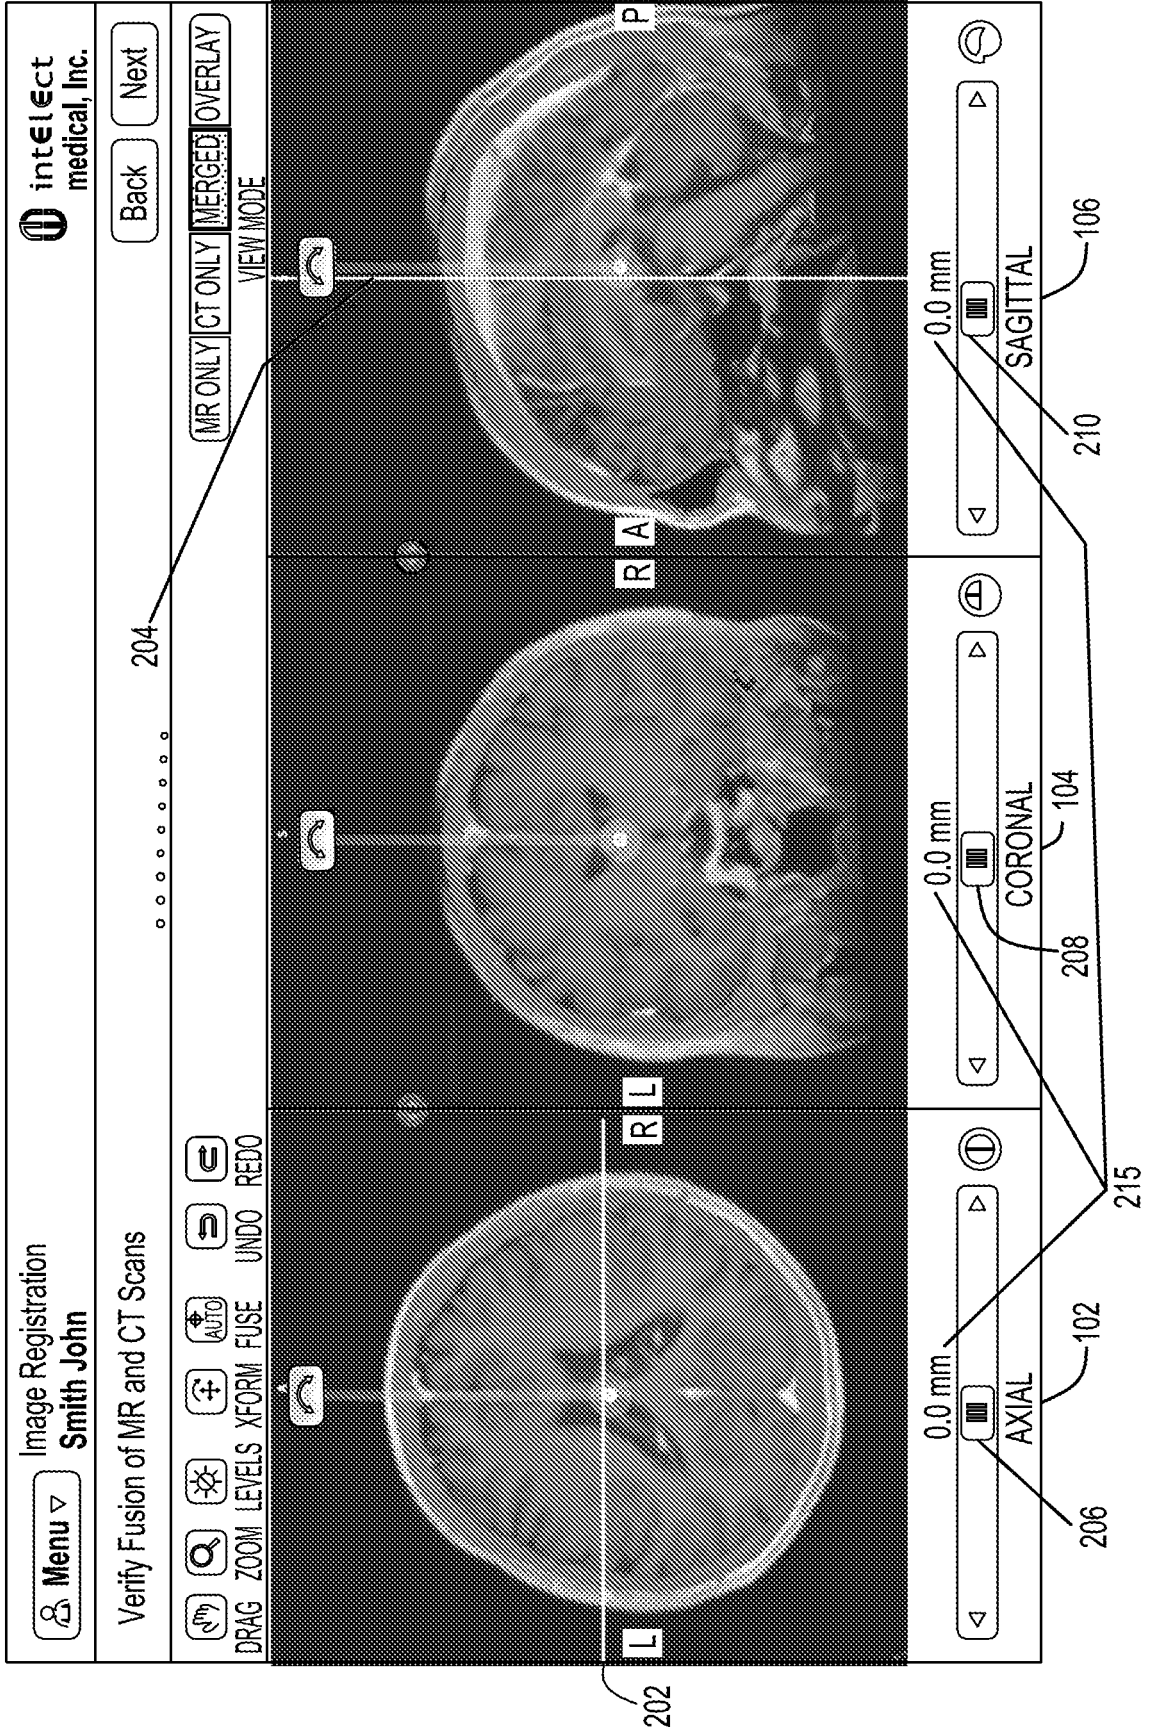 Menu ▽
Image Registration
Smith John
intElEct
medical, Inc.
Verify Fusion of MR and CT Scans
Back
Next
DRAG
ZOOM
LEVELS
XFORM
AUTO
FUSE
UNDO
REDO
204
MR ONLY
CT ONLY
MERGED
OVERLAY
VIEW MODE
A
S
L
R
L
R
A
P
202
0.0 mm
0.0 mm
0.0 mm
AXIAL
CORONAL
SAGITTAL
206
102
208
104
210
106
215